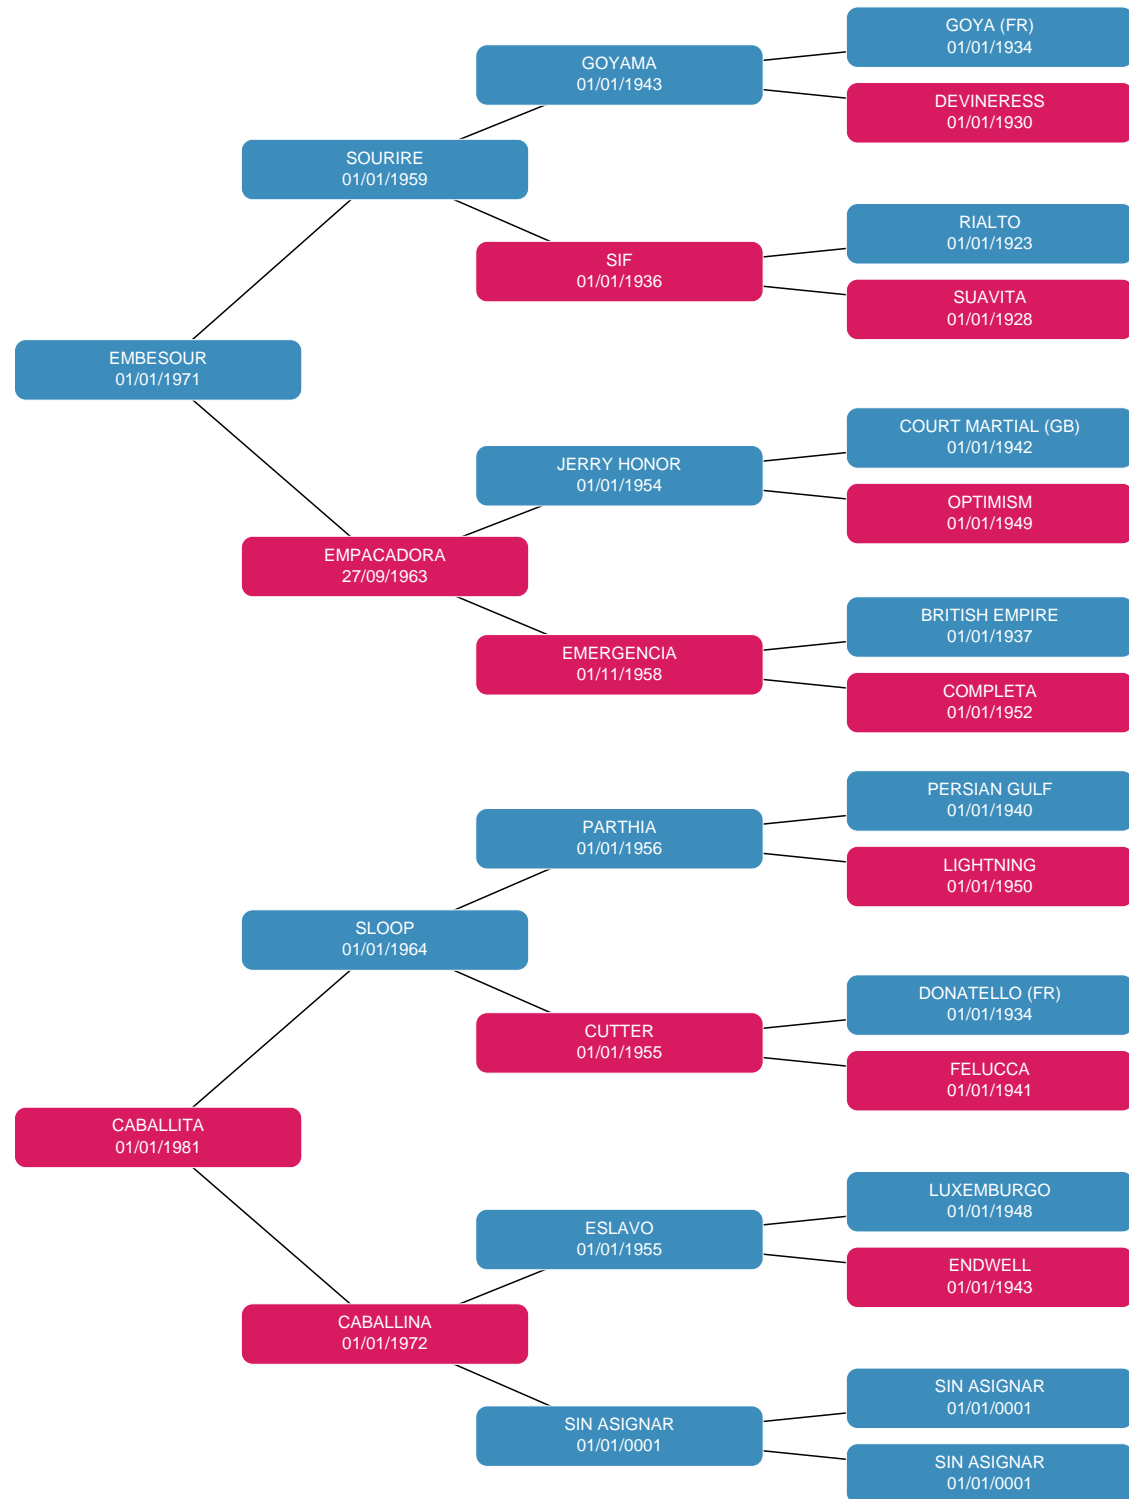 GOYA (FR)
01/01/1934
GOYAMA
01/01/1943
DEVINERESS
01/01/1930
SOURIRE
01/01/1959
RIALTO
01/01/1923
SIF
01/01/1936
SUAVITA
01/01/1928
EMBESOUR
01/01/1971
COURT MARTIAL (GB)
01/01/1942
JERRY HONOR
01/01/1954
OPTIMISM
01/01/1949
EMPACADORA
27/09/1963
BRITISH EMPIRE
01/01/1937
EMERGENCIA
01/11/1958
COMPLETA
01/01/1952
PERSIAN GULF
01/01/1940
PARTHIA
01/01/1956
LIGHTNING
01/01/1950
SLOOP
01/01/1964
DONATELLO (FR)
01/01/1934
CUTTER
01/01/1955
FELUCCA
01/01/1941
CABALLITA
01/01/1981
LUXEMBURGO
01/01/1948
ESLAVO
01/01/1955
ENDWELL
01/01/1943
CABALLINA
01/01/1972
SIN ASIGNAR
01/01/0001
SIN ASIGNAR
01/01/0001
SIN ASIGNAR
01/01/0001